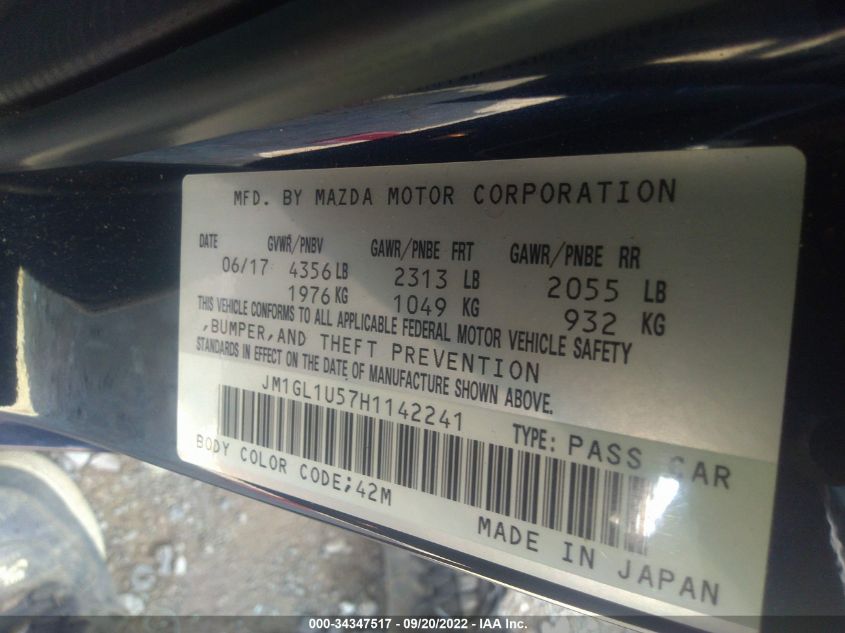 MFD. BY MAZDA MOTOR CORPORATION
DATE GVWR/PNBV GAWR/PNBE FRT GAWR/PNBE RR
06/17 4356 LB 2313 LB 2055 LB
1976 KG 1049 KG 932 KG
THIS VEHICLE CONFORMS TO ALL APPLICABLE FEDERAL MOTOR VEHICLE SAFETY
,BUMPER,AND THEFT PREVENTION
STANDARDS IN EFFECT ON THE DATE OF MANUFACTURE SHOWN ABOVE.
JM1GL1U57H1142241 TYPE: PASS CAR
BODY COLOR CODE;42M
MADE IN JAPAN
000-34347517 - 09/20/2022 - IAA Inc.